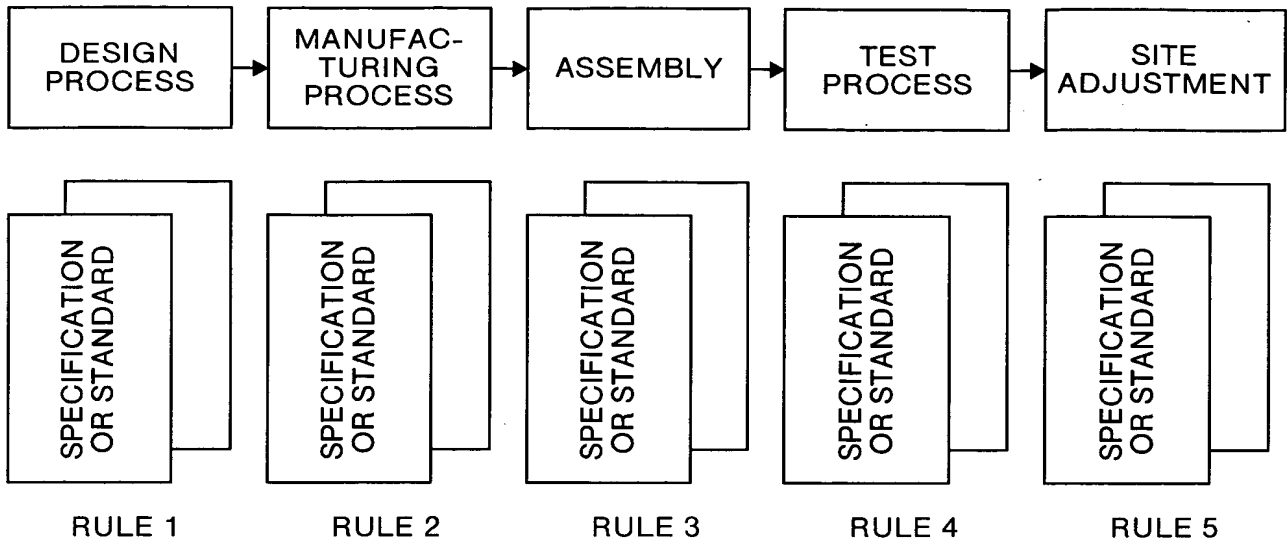 DESIGN
PROCESS
MANUFAC-
TURING
PROCESS
ASSEMBLY
TEST
PROCESS
SITE
ADJUSTMENT
SPECIFICATION
OR STANDARD
SPECIFICATION
OR STANDARD
SPECIFICATION
OR STANDARD
SPECIFICATION
OR STANDARD
SPECIFICATION
OR STANDARD
RULE 1
RULE 2
RULE 3
RULE 4
RULE 5